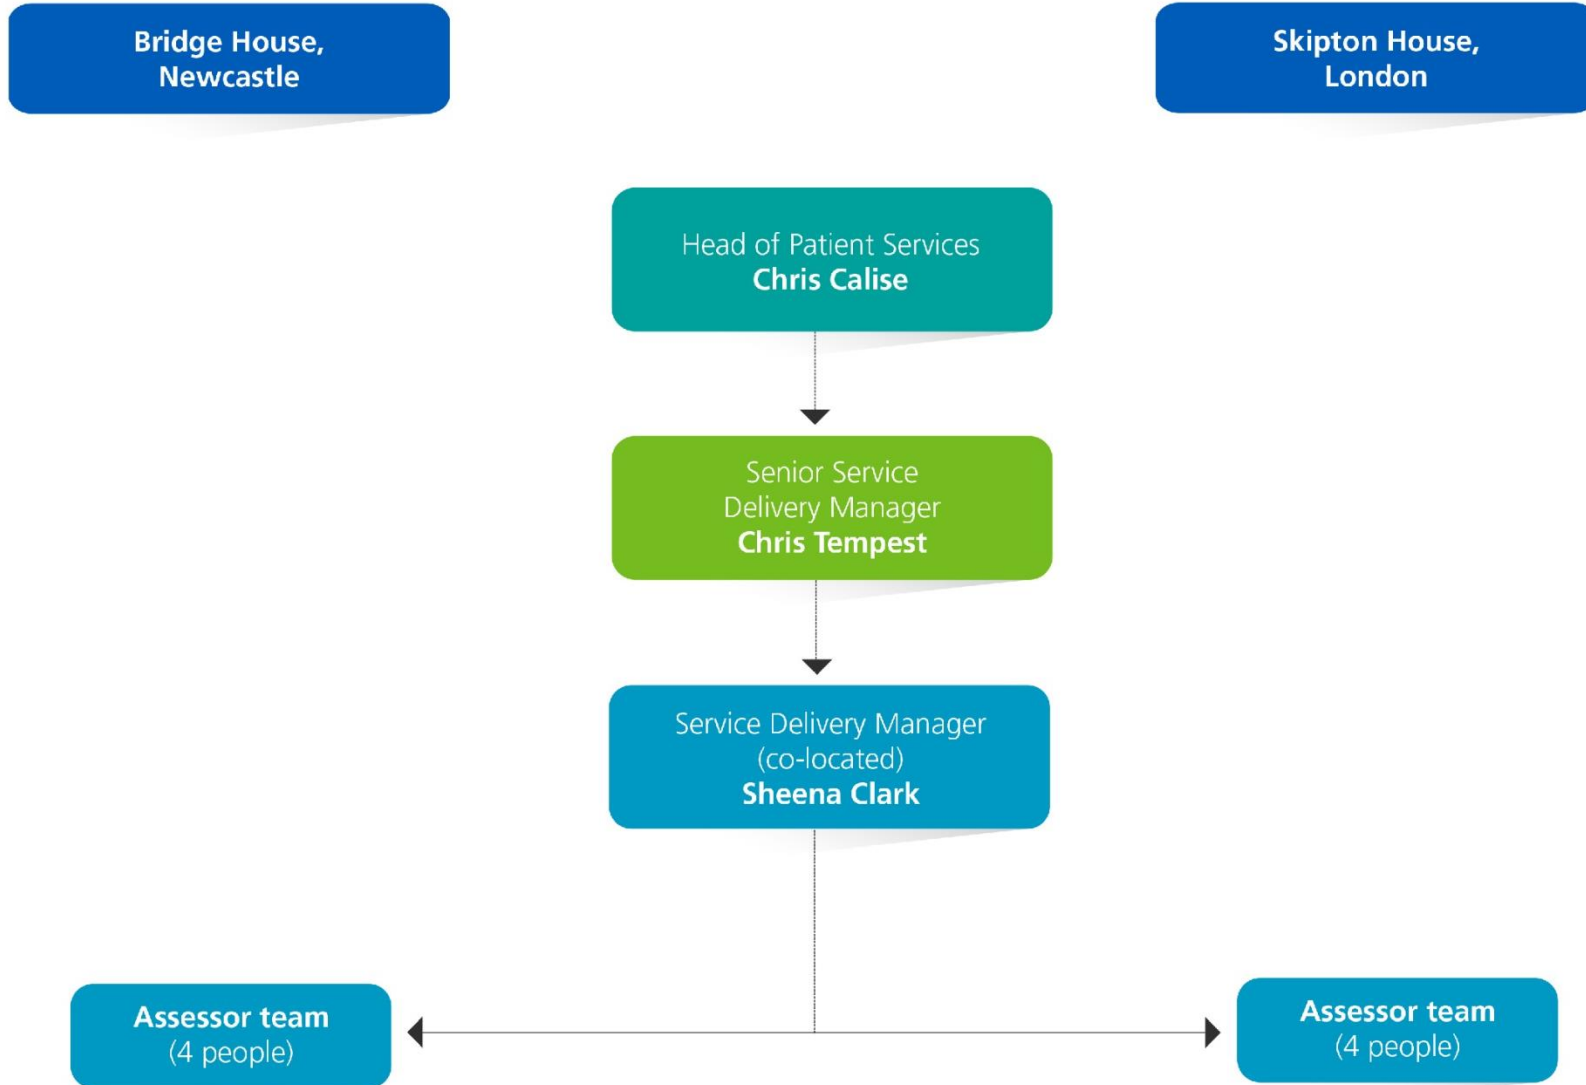 Bridge House,
Newcastle
Skipton House,
London
Head of Patient Services
Chris Calise
Senior Service
Delivery Manager
Chris Tempest
Service Delivery Manager
(co-located)
Sheena Clark
Assessor team
(4 people)
Assessor team
(4 people)